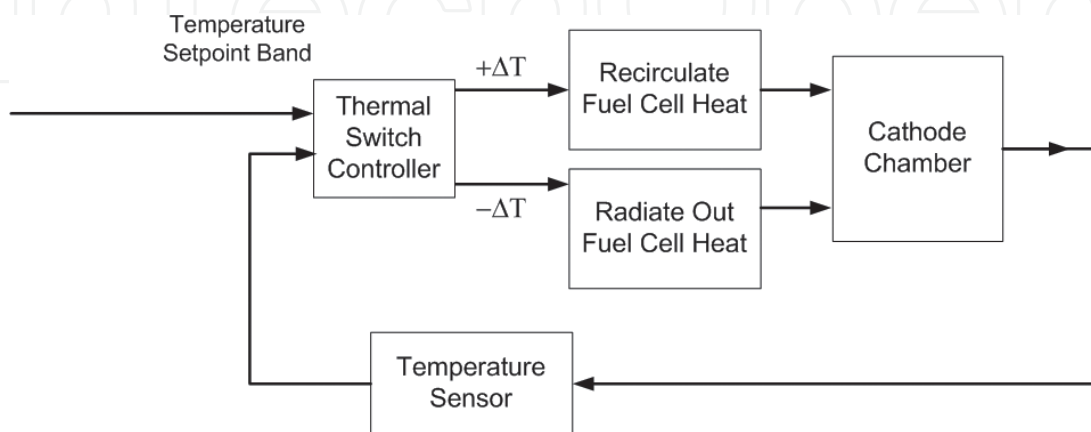 Temperature
Setpoint Band
+ΔT
Recirculate
Fuel Cell Heat
Thermal
Switch
Controller
Cathode
Chamber
−ΔT
Radiate Out
Fuel Cell Heat
Temperature
Sensor